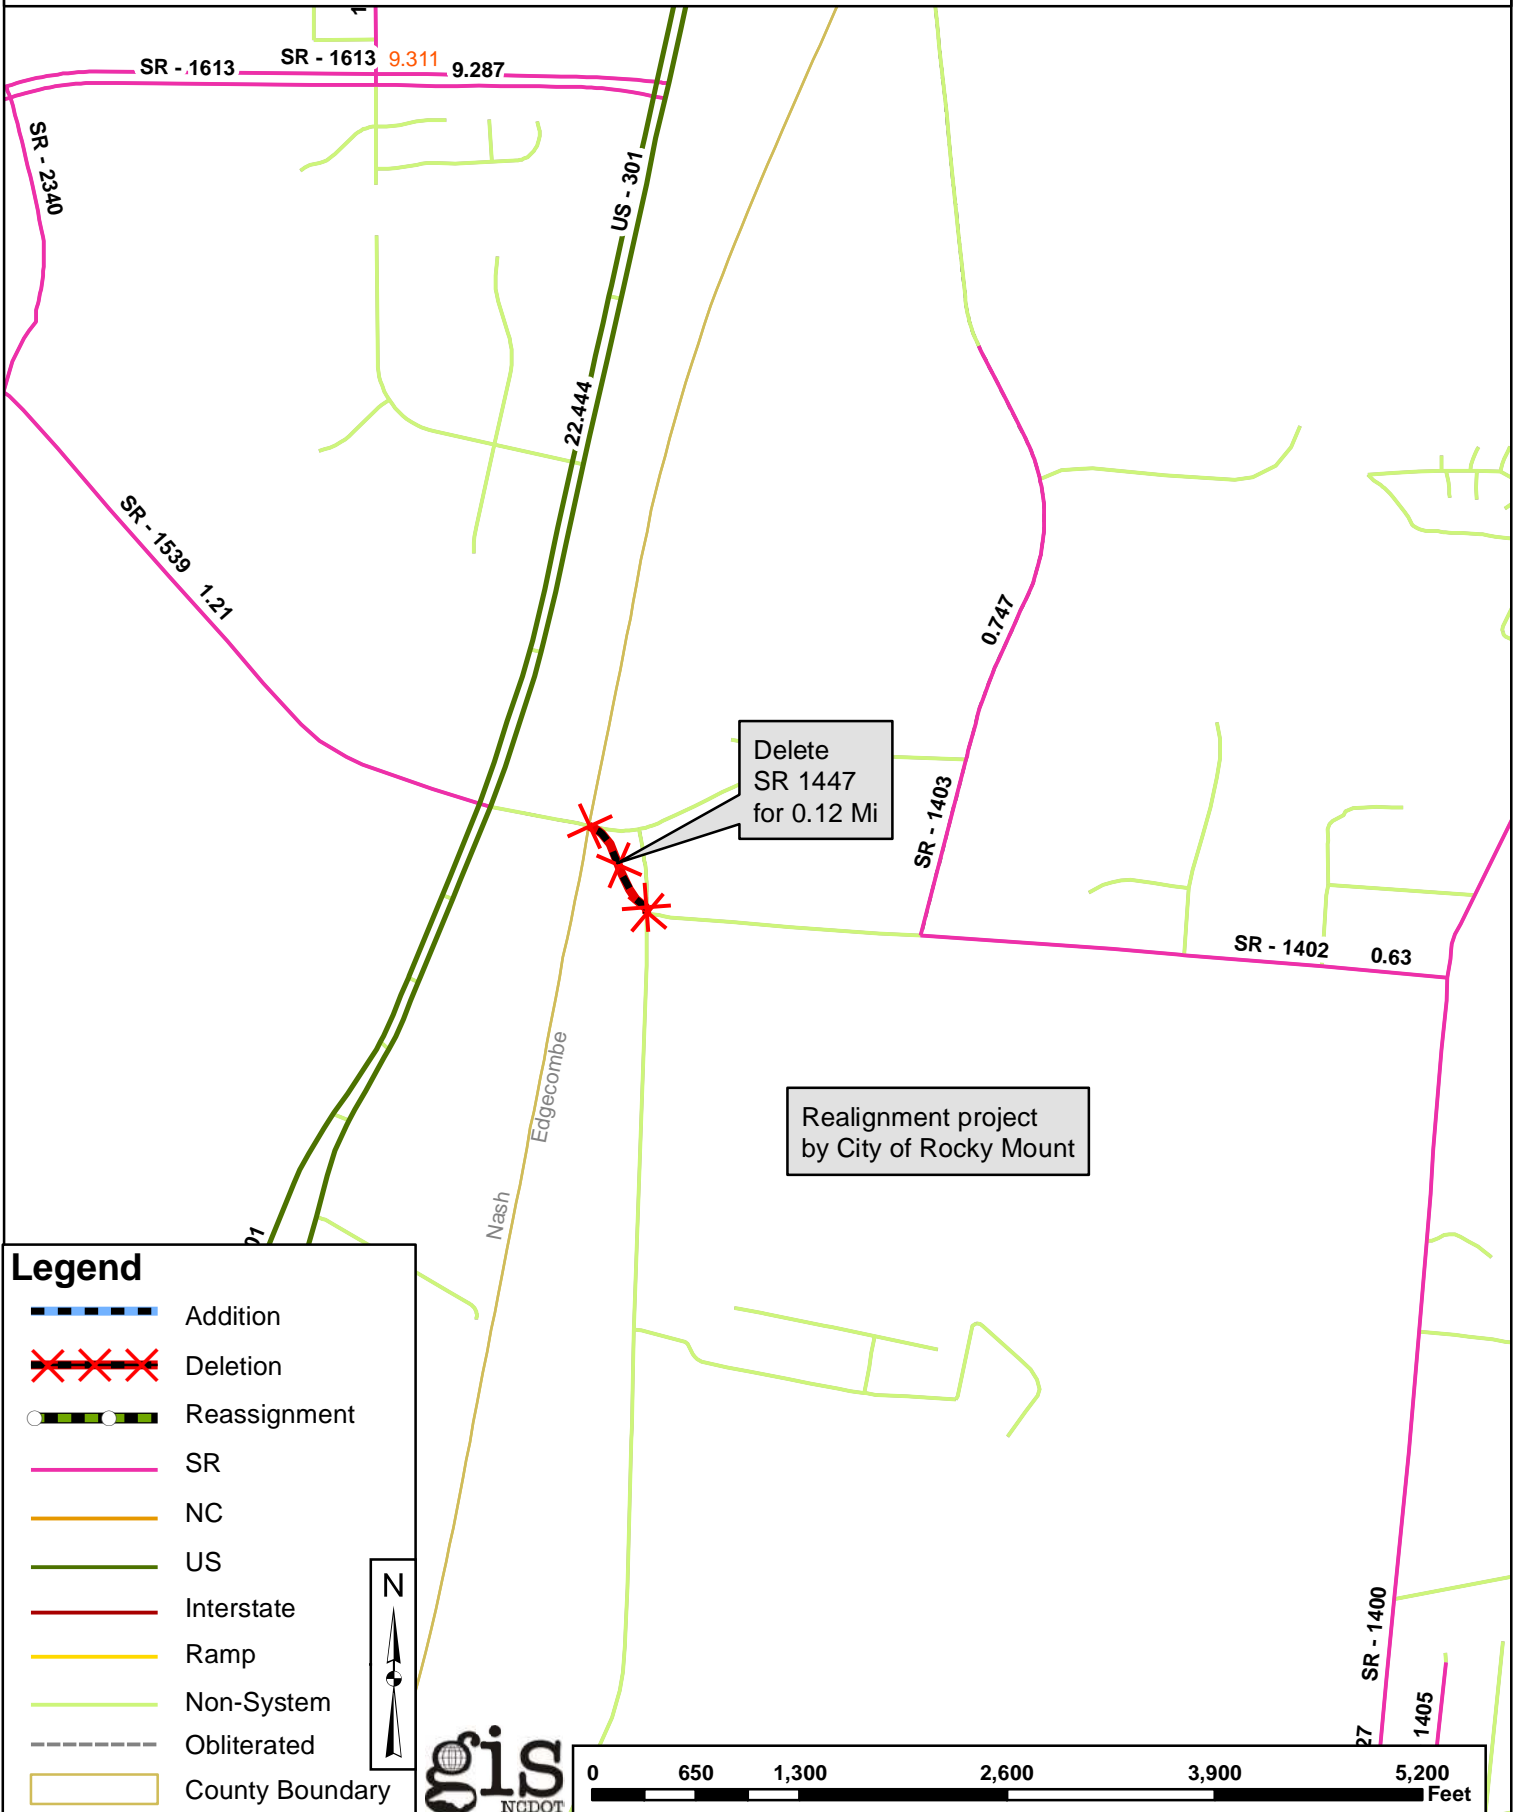 1
SR - 1613
SR - 1613
9.311
9.287
SR - 2340
US - 301
22.444
SR - 1539
1.21
0.747
Delete
SR 1447
for 0.12 Mi
SR - 1403
SR - 1402
0.63
Edgecombe
Realignment project
by City of Rocky Mount
Nash
01
Legend
Addition
Deletion
Reassignment
SR
NC
US
Interstate
Ramp
Non-System
Obliterated
County Boundary
N
SR - 1400
1405
27
gis
NCDOT
0 650 1,300 2,600 3,900 5,200
Feet